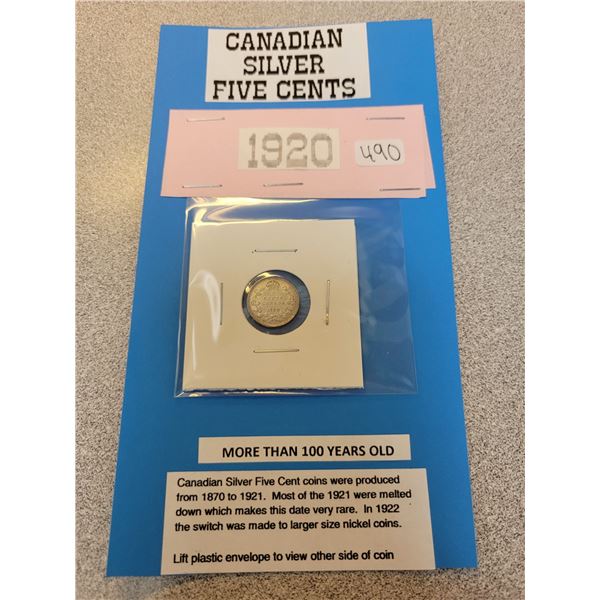 CANADIAN
SILVER
FIVE CENTS
1920
490
MORE THAN 100 YEARS OLD
Canadian Silver Five Cent coins were produced
from 1870 to 1921. Most of the 1921 were melted
down which makes this date very rare. In 1922
the switch was made to larger size nickel coins.
Lift plastic envelope to view other side of coin